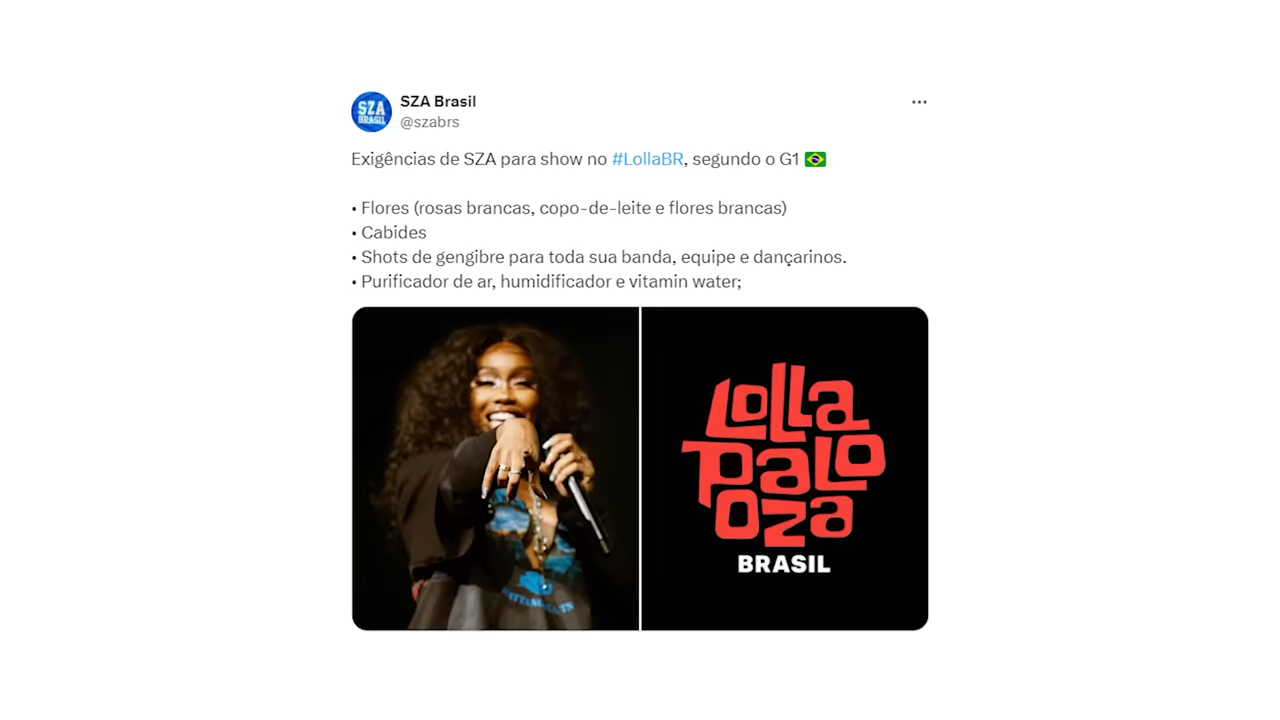 SZA BRASIL
SZA Brasil
@szabrs
Exigências de SZA para show no #LollaBR, segundo o G1 🇧🇷
• Flores (rosas brancas, copo-de-leite e flores brancas)
• Cabides
• Shots de gengibre para toda sua banda, equipe e dançarinos.
• Purificador de ar, humidificador e vitamin water;
Lolla
Palo
oza
BRASIL